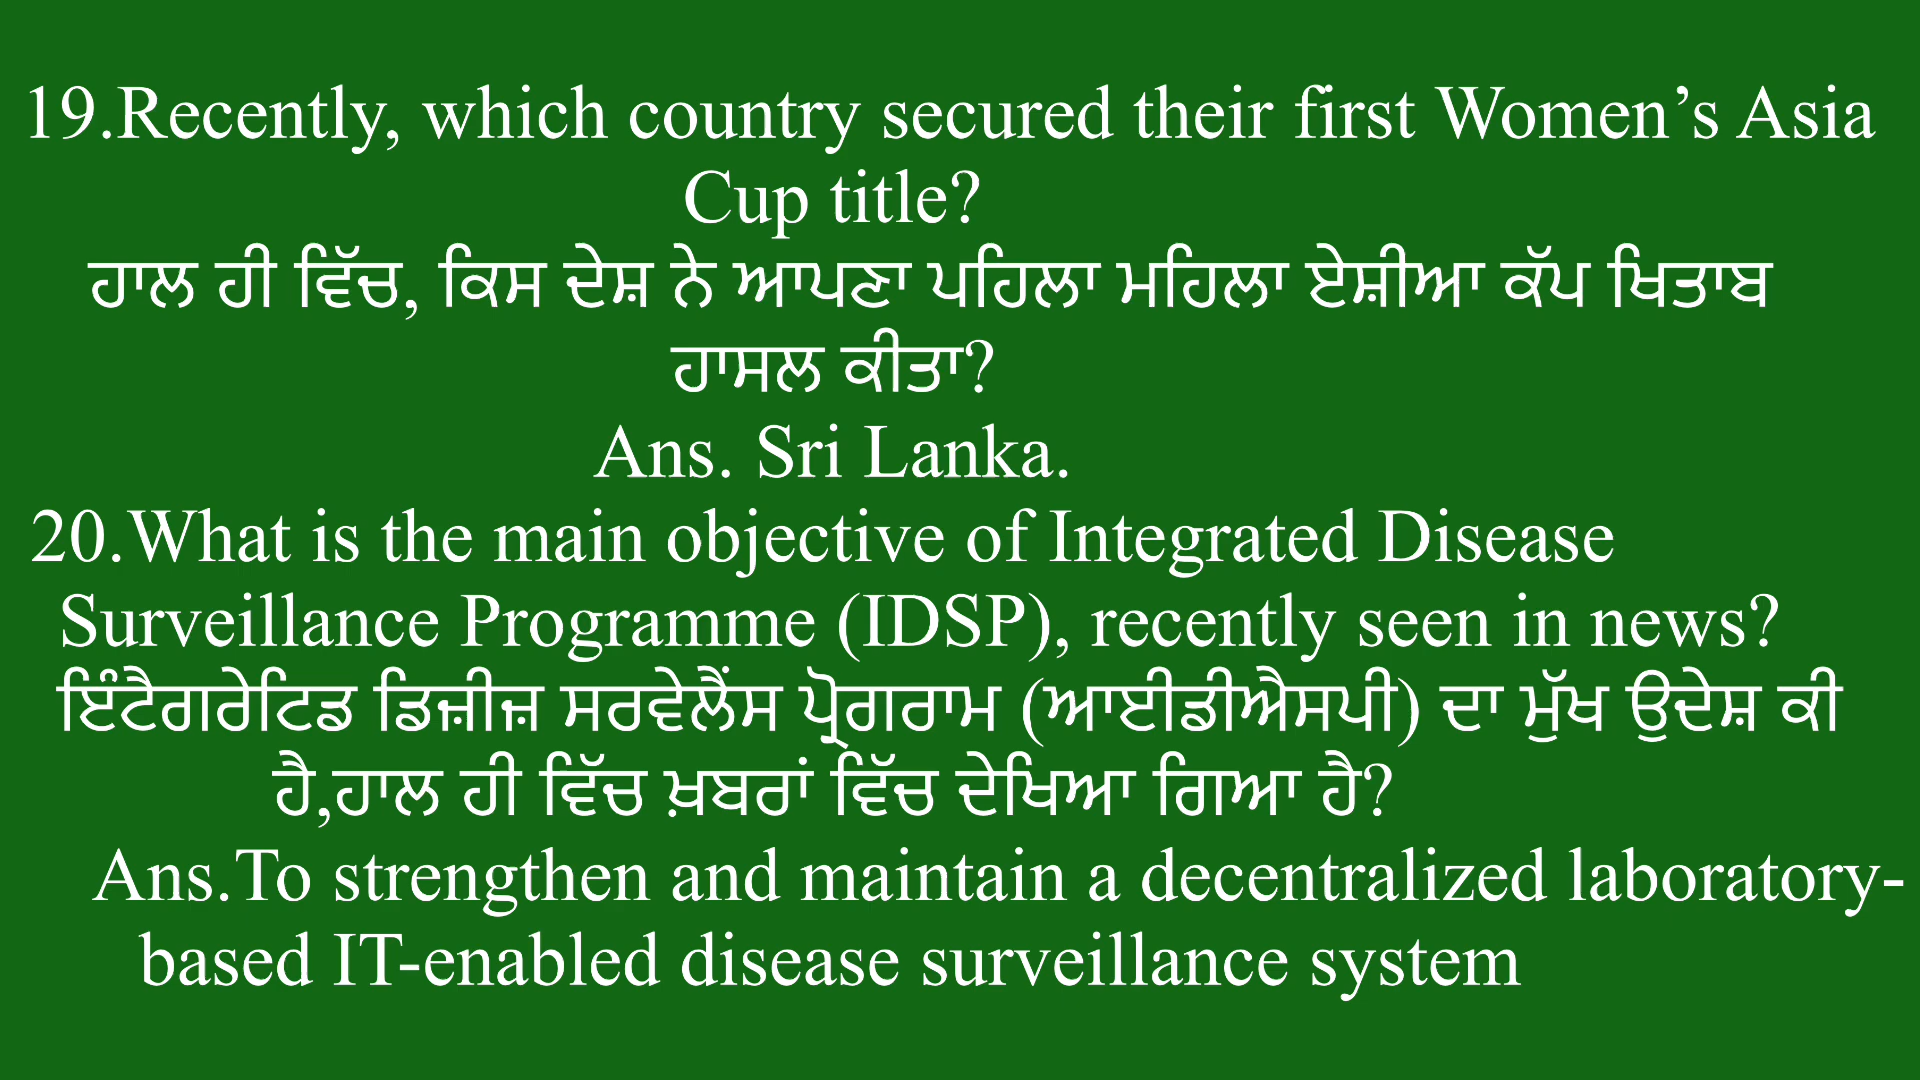 19.Recently, which country secured their first Women’s Asia
Cup title?
ਹਾਲ ਹੀ ਵਿੱਚ, ਕਿਸ ਦੇਸ਼ ਨੇ ਆਪਣਾ ਪਹਿਲਾ ਮਹਿਲਾ ਏਸ਼ੀਆ ਕੱਪ ਖਿਤਾਬ
ਹਾਸਲ ਕੀਤਾ?
Ans. Sri Lanka.
20.What is the main objective of Integrated Disease
Surveillance Programme (IDSP), recently seen in news?
ਇੰਟੈਗਰੇਟਿਡ ਡਿਜ਼ੀਜ਼ ਸਰਵੇਲੈਂਸ ਪ੍ਰੋਗਰਾਮ (ਆਈਡੀਐਸਪੀ) ਦਾ ਮੁੱਖ ਉਦੇਸ਼ ਕੀ
ਹੈ,ਹਾਲ ਹੀ ਵਿੱਚ ਖ਼ਬਰਾਂ ਵਿੱਚ ਦੇਖਿਆ ਗਿਆ ਹੈ?
Ans.To strengthen and maintain a decentralized laboratory-
based IT-enabled disease surveillance system